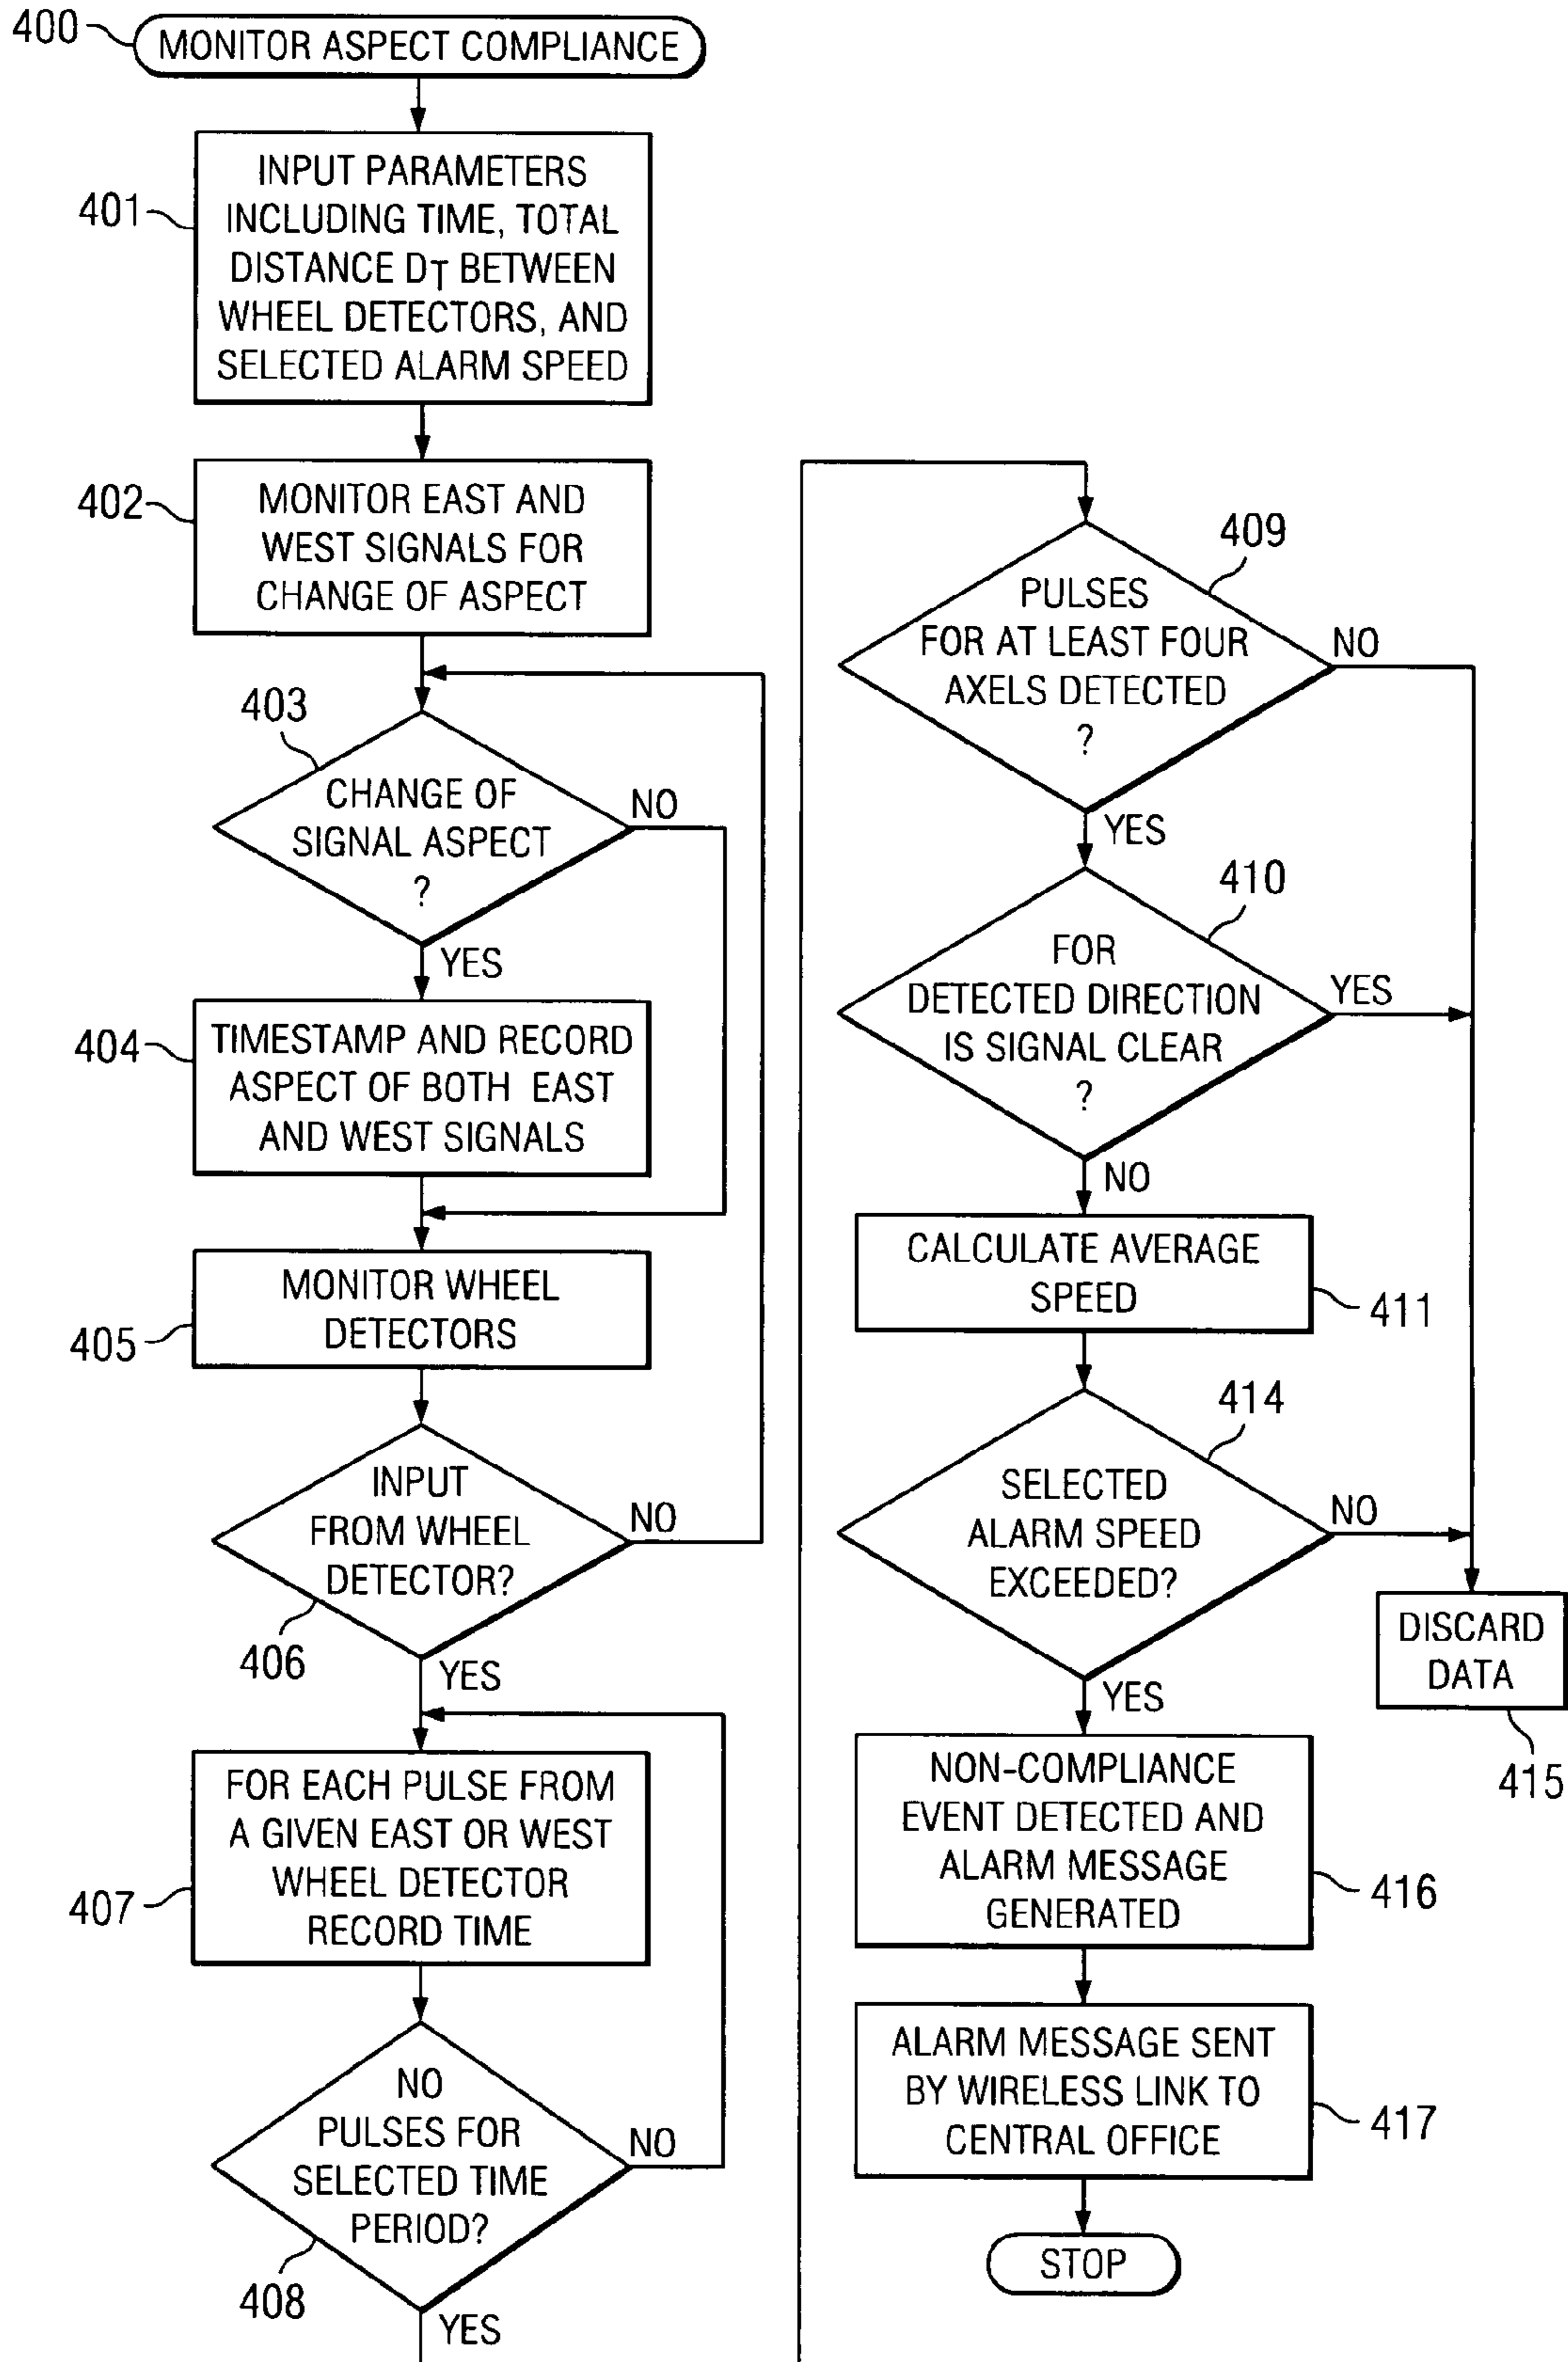 400
MONITOR ASPECT COMPLIANCE
401
INPUT PARAMETERS
INCLUDING TIME, TOTAL
DISTANCE DT BETWEEN
WHEEL DETECTORS, AND
SELECTED ALARM SPEED
402
MONITOR EAST AND
WEST SIGNALS FOR
CHANGE OF ASPECT
403
CHANGE OF
SIGNAL ASPECT
?
NO
YES
404
TIMESTAMP AND RECORD
ASPECT OF BOTH EAST
AND WEST SIGNALS
405
MONITOR WHEEL
DETECTORS
INPUT
FROM WHEEL
DETECTOR?
NO
406
YES
407
FOR EACH PULSE FROM
A GIVEN EAST OR WEST
WHEEL DETECTOR
RECORD TIME
NO
PULSES FOR
SELECTED TIME
PERIOD?
NO
408
YES
409
PULSES
FOR AT LEAST FOUR
AXELS DETECTED
?
NO
YES
410
FOR
DETECTED DIRECTION
IS SIGNAL CLEAR
?
YES
NO
CALCULATE AVERAGE
SPEED
411
414
SELECTED
ALARM SPEED
EXCEEDED?
NO
YES
DISCARD
DATA
415
NON-COMPLIANCE
EVENT DETECTED AND
ALARM MESSAGE
GENERATED
416
ALARM MESSAGE SENT
BY WIRELESS LINK TO
CENTRAL OFFICE
417
STOP